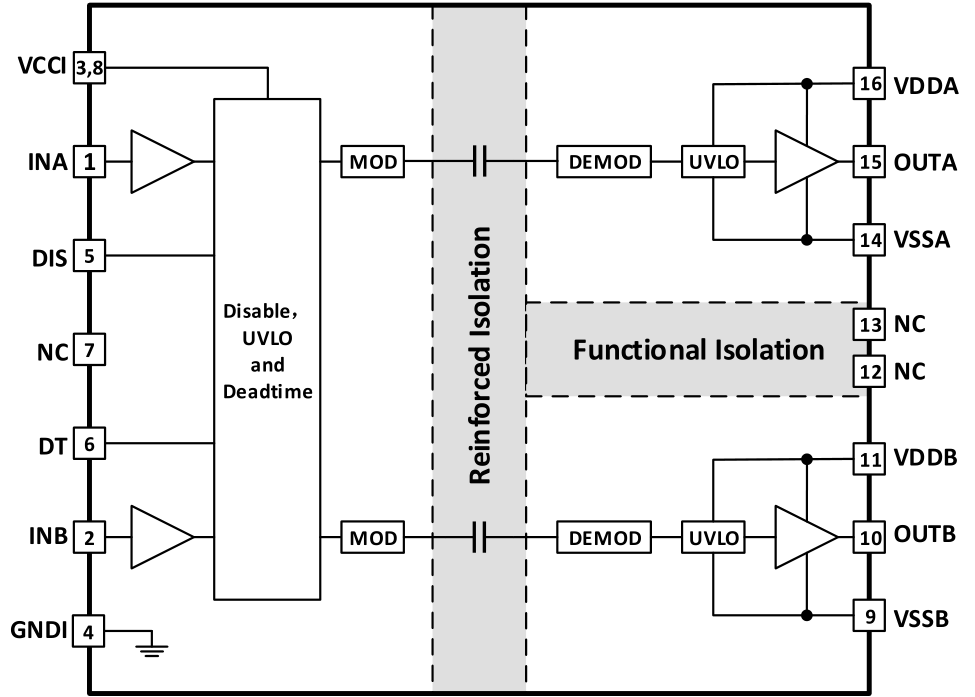 VCCI
3,8
INA
1
DIS
5
NC
7
DT
6
INB
2
GNDI
4
Disable，
UVLO
and
Deadtime
MOD
MOD
Reinforced Isolation
DEMOD
UVLO
Functional Isolation
DEMOD
UVLO
16
VDDA
15
OUTA
14
VSSA
13
NC
12
NC
11
VDDB
10
OUTB
9
VSSB